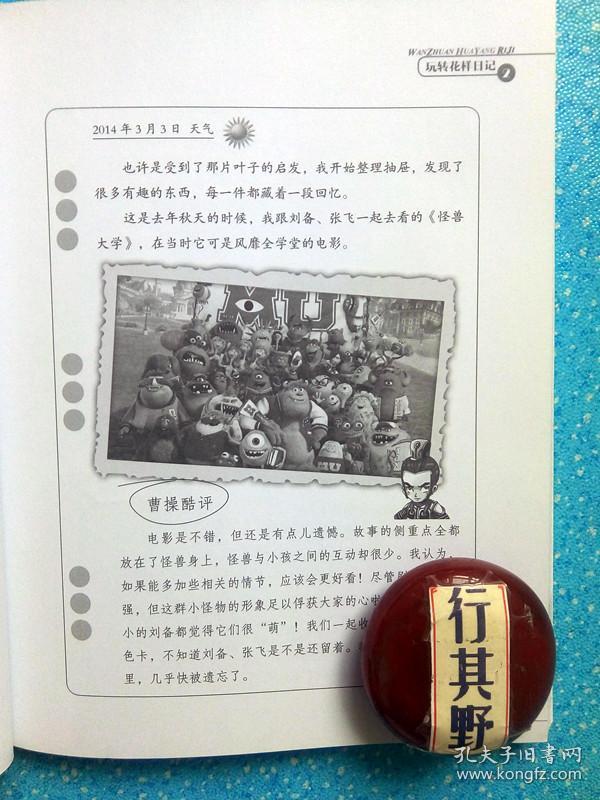 WANZHUAN HUAYANG RIJI
玩转花样日记
2014年3月3日 天气
也许是受到了那片叶子的启发，我开始整理抽屉，发现了
很多有趣的东西，每一件都藏着一段回忆。
这是去年秋天的时候，我跟刘备、张飞一起去看的《怪兽
大学》，在当时它可是风靡全学堂的电影。
MU
MU
曹操酷评
电影是不错，但还是有点儿遗憾。故事的侧重点全都
放在了怪兽身上，怪兽与小孩之间的互动却很少。我认为，
如果能多加些相关的情节，应该会更好看！尽管
强，但这群小怪物的形象足以俘获大家的心啦
小的刘备都觉得它们很“萌”！我们一起收
色卡，不知道刘备、张飞是不是还留着。
里，几乎快被遗忘了。
行其野
孔夫子旧书网
www.kongfz.com